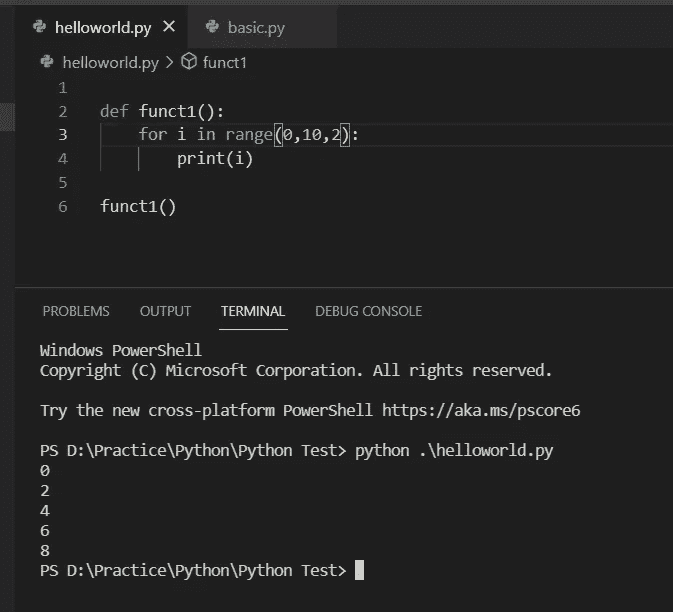 helloworld.py × basic.py
helloworld.py > funct1
1
2 def funct1():
3     for i in range(0,10,2):
4         print(i)
5
6 funct1()
PROBLEMS OUTPUT TERMINAL DEBUG CONSOLE
Windows PowerShell
Copyright (C) Microsoft Corporation. All rights reserved.
Try the new cross-platform PowerShell https://aka.ms/pscore6
PS D:\Practice\Python\Python Test> python .\helloworld.py
0
2
4
6
8
PS D:\Practice\Python\Python Test>